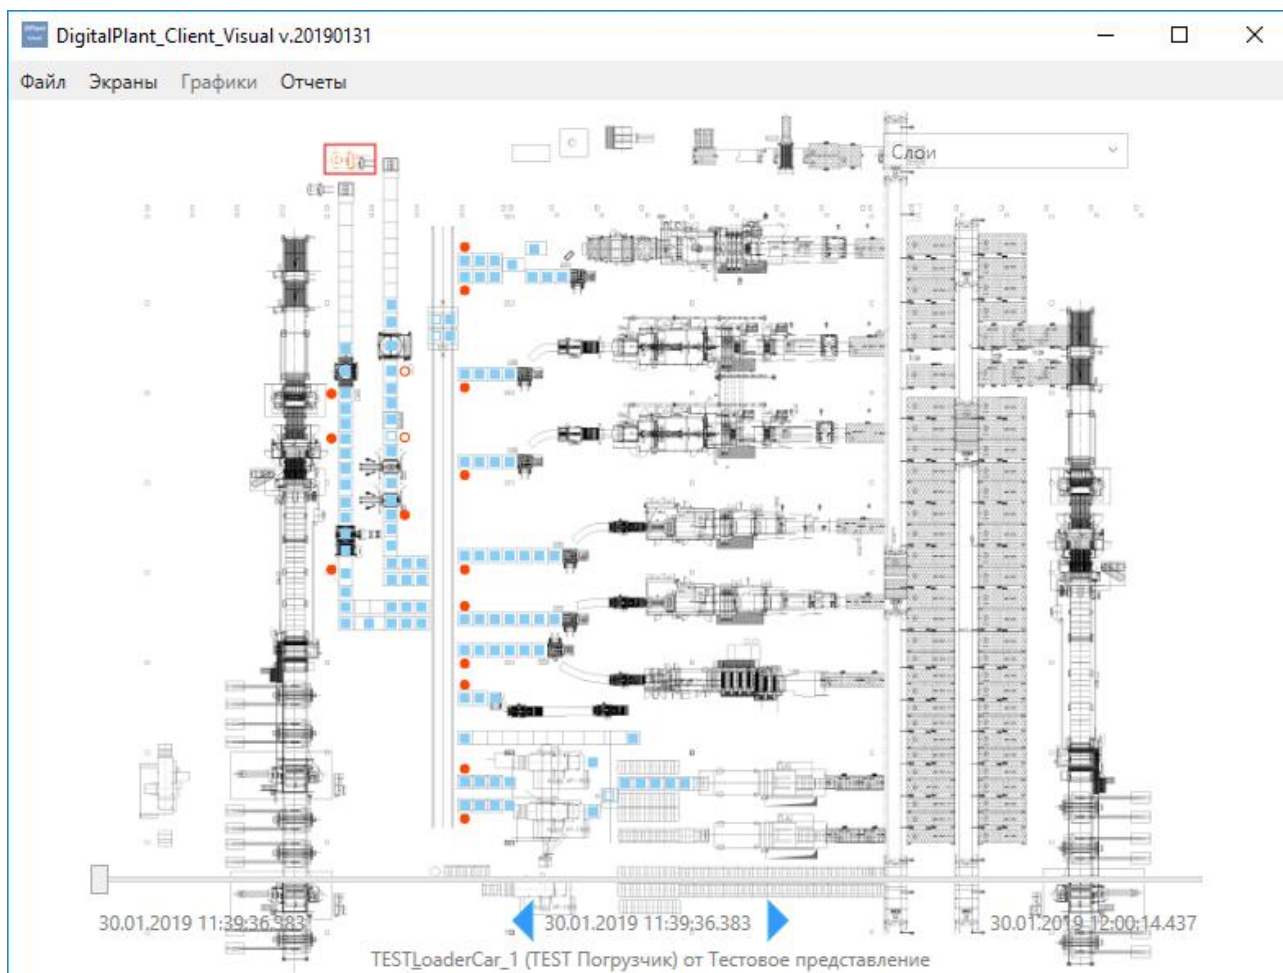 DigitalPlant_Client_Visual v.20190131
Файл Экраны Графики Отчеты
Слои
30.01.2019 11:39:36.383 30.01.2019 11:39:36.383 30.01.2019 12:00:14.437
TESTLoaderCar_1 (TEST Погрузчик) от Тестовое представление